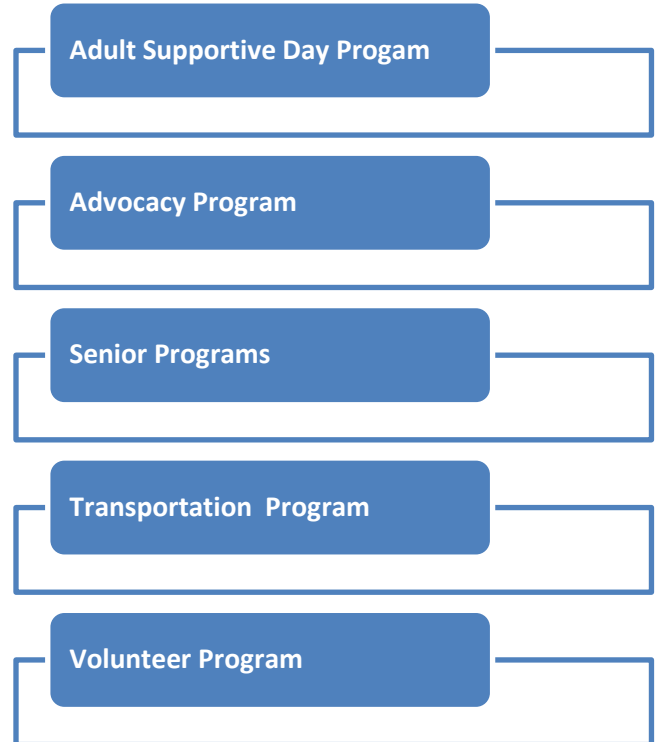 Adult Supportive Day Progam
Advocacy Program
Senior Programs
Transportation  Program
Volunteer Program